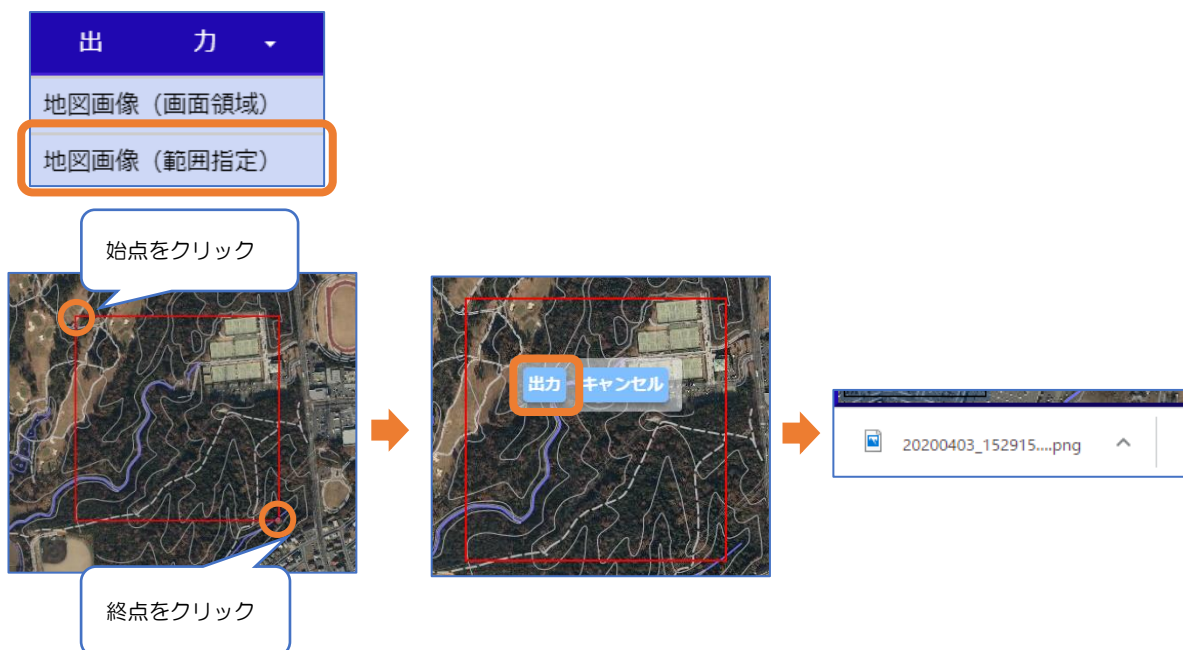 出 力
地図画像（画面領域）
地図画像（範囲指定）
始点をクリック
終点をクリック
出力 キャンセル
20200403_152915....png